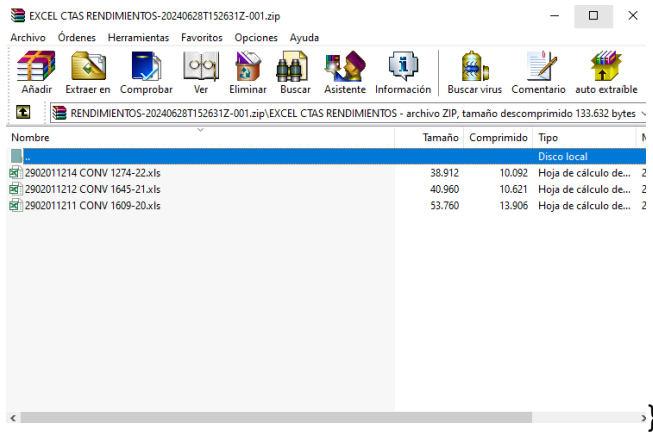 EXCEL CTAS RENDIMIENTOS-20240628T152631Z-001.zip
Archivo Órdenes Herramientas Favoritos Opciones Ayuda
Añadir Extraer en Comprobar Ver Eliminar Buscar Asistente Información Buscar virus Comentario auto extraíble
RENDIMIENTOS-20240628T152631Z-001.zip\EXCEL CTAS RENDIMIENTOS - archivo ZIP, tamaño descomprimido 133.632 bytes
Nombre Tamaño Comprimido Tipo
.. Disco local
2902011214 CONV 1274-22.xls 38.912 10.092 Hoja de cálculo de... 2
2902011212 CONV 1645-21.xls 40.960 10.621 Hoja de cálculo de... 2
2902011211 CONV 1609-20.xls 53.760 13.906 Hoja de cálculo de... 2
}